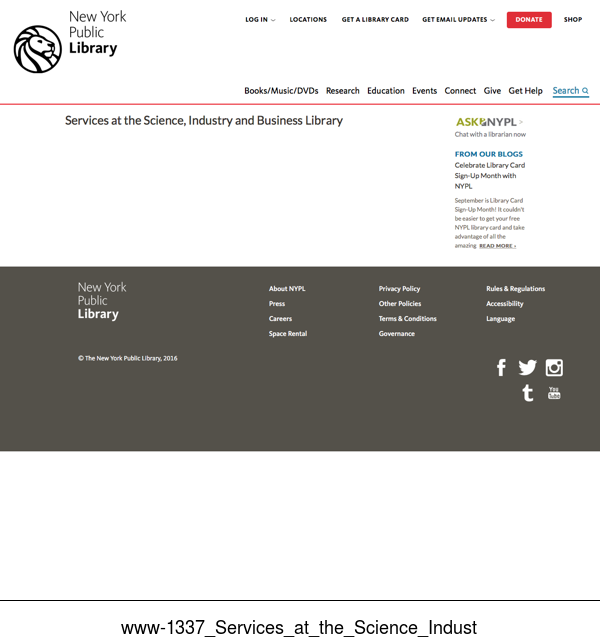 New York
Public
Library
LOG IN
LOCATIONS
GET A LIBRARY CARD
GET EMAIL UPDATES
DONATE
SHOP
Books/Music/DVDs
Research
Education
Events
Connect
Give
Get Help
Search
Services at the Science, Industry and Business Library
ASK NYPL >
Chat with a librarian now
FROM OUR BLOGS
Celebrate Library Card
Sign-Up Month with
NYPL
September is Library Card
Sign-Up Month! It couldn't
be easier to get your free
NYPL library card and take
advantage of all the
amazing READ MORE ›
New York
Public
Library
About NYPL
Press
Careers
Space Rental
Privacy Policy
Other Policies
Terms & Conditions
Governance
Rules & Regulations
Accessibility
Language
© The New York Public Library, 2016
You
Tube
www-1337_Services_at_the_Science_Indust